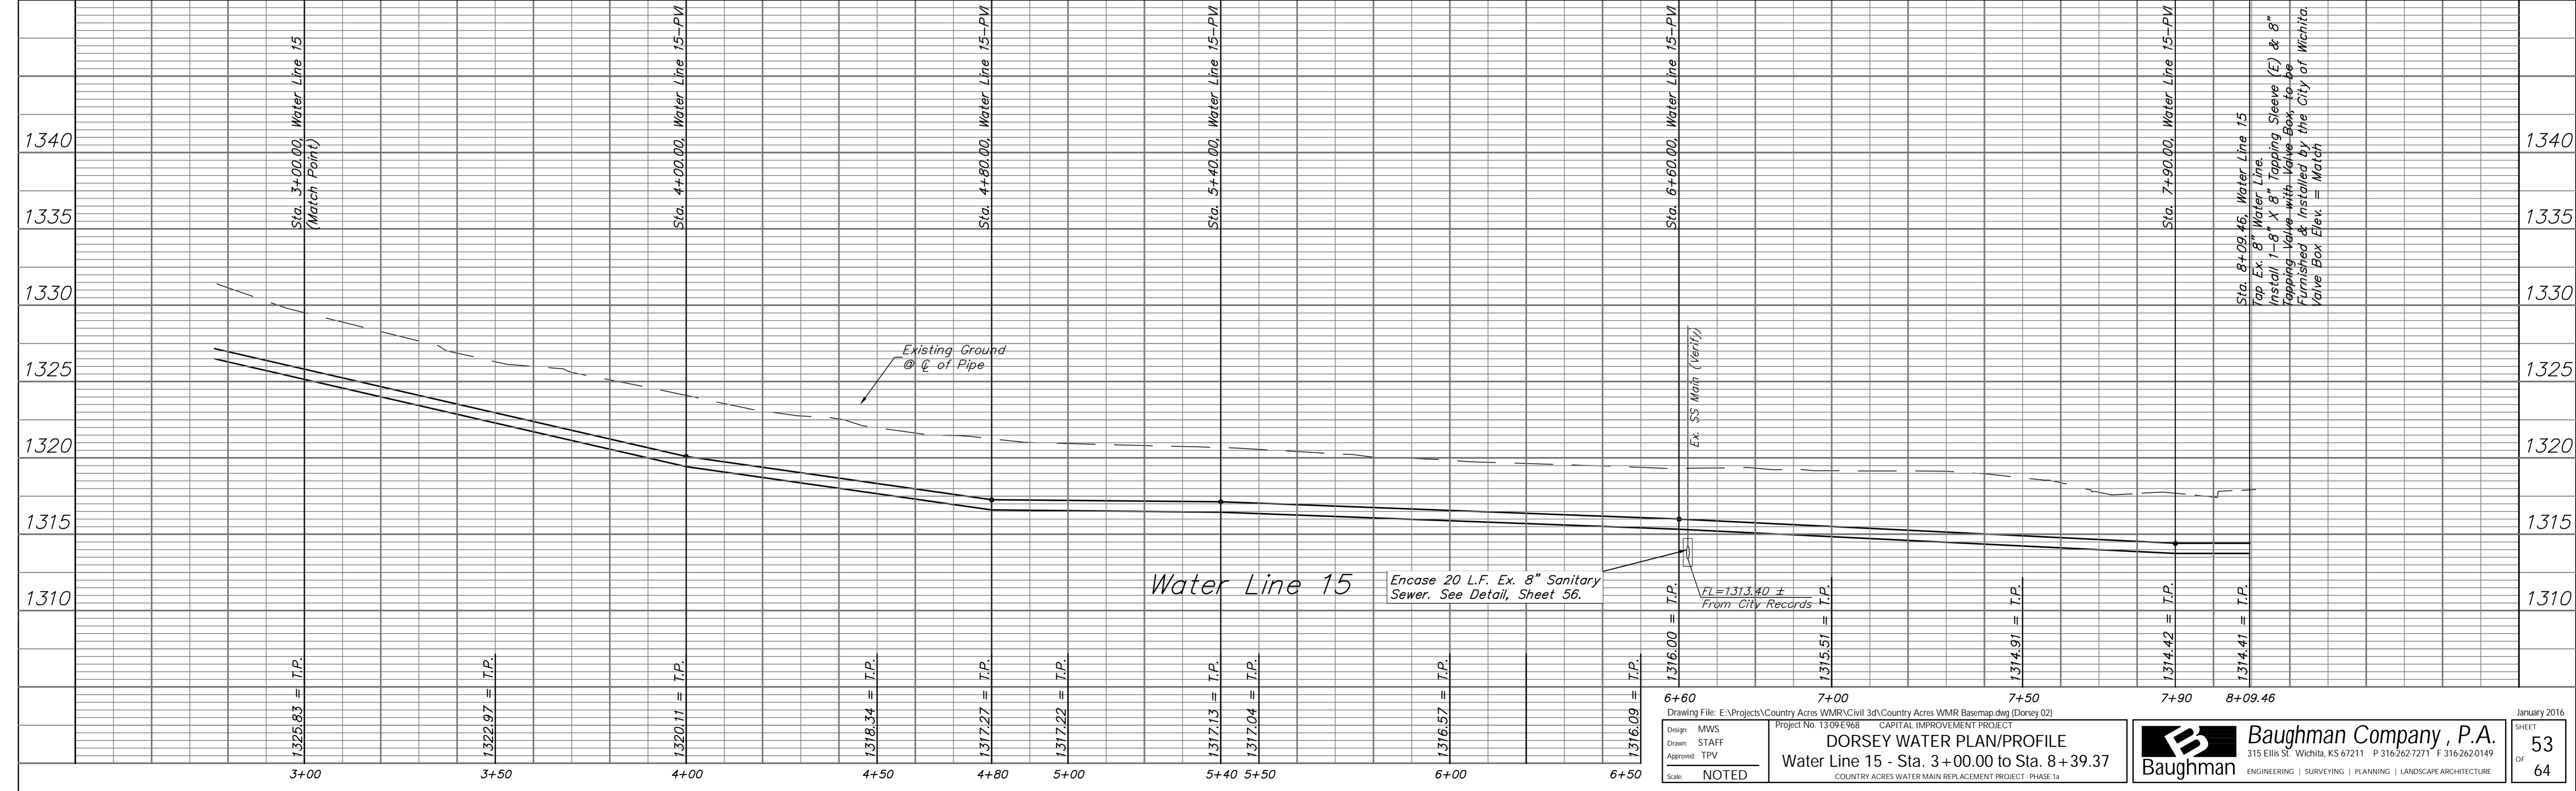 Sta. 3+00.00, Water Line 15
(Match Point)
Sta. 4+00.00, Water Line 15-PVI
Sta. 4+80.00, Water Line 15-PVI
Sta. 5+40.00, Water Line 15-PVI
Sta. 6+60.00, Water Line 15-PVI
Sta. 7+90.00, Water Line 15-PVI
Sta. 8+09.46, Water Line 15
Tap Ex. 8" Water Line.
Install 1-8" X 8" Tapping Sleeve (E) & 8"
Tapping Valve with Valve Box, to be
Furnished & Installed by the City of Wichita.
Valve Box Elev. = Match
1340
1335
1330
1325
1320
1315
1310
1340
1335
1330
1325
1320
1315
1310
Existing Ground
@ ℄ of Pipe
Ex. SS Main (Verify)
Water Line 15
Encase 20 L.F. Ex. 8" Sanitary
Sewer. See Detail, Sheet 56.
FL=1313.40 ±
From City Records
1325.83 = T.P.
1322.97 = T.P.
1320.11 = T.P.
1318.34 = T.P.
1317.27 = T.P.
1317.22 = T.P.
1317.13 = T.P.
1317.04 = T.P.
1316.57 = T.P.
1316.09 = T.P.
1316.00 = T.P.
1315.51 = T.P.
1314.91 = T.P.
1314.42 = T.P.
1314.41 = T.P.
6+60
7+00
7+50
7+90
8+09.46
3+00
3+50
4+00
4+50
4+80
5+00
5+40
5+50
6+00
6+50
Drawing File: E:\Projects\Country Acres WMR\Civil 3d\Country Acres WMR Basemap.dwg (Dorsey 02)
January 2016
Design: MWS
Drawn: STAFF
Approved: TPV
Scale: NOTED
Project No. 13-09-E968 CAPITAL IMPROVEMENT PROJECT
DORSEY WATER PLAN/PROFILE
Water Line 15 - Sta. 3+00.00 to Sta. 8+39.37
COUNTRY ACRES WATER MAIN REPLACEMENT PROJECT - PHASE 1a
Baughman
Baughman Company, P.A.
315 Ellis St. Wichita, KS 67211 P 316-262-7271 F 316-262-0149
ENGINEERING | SURVEYING | PLANNING | LANDSCAPE ARCHITECTURE
SHEET
53
OF
64